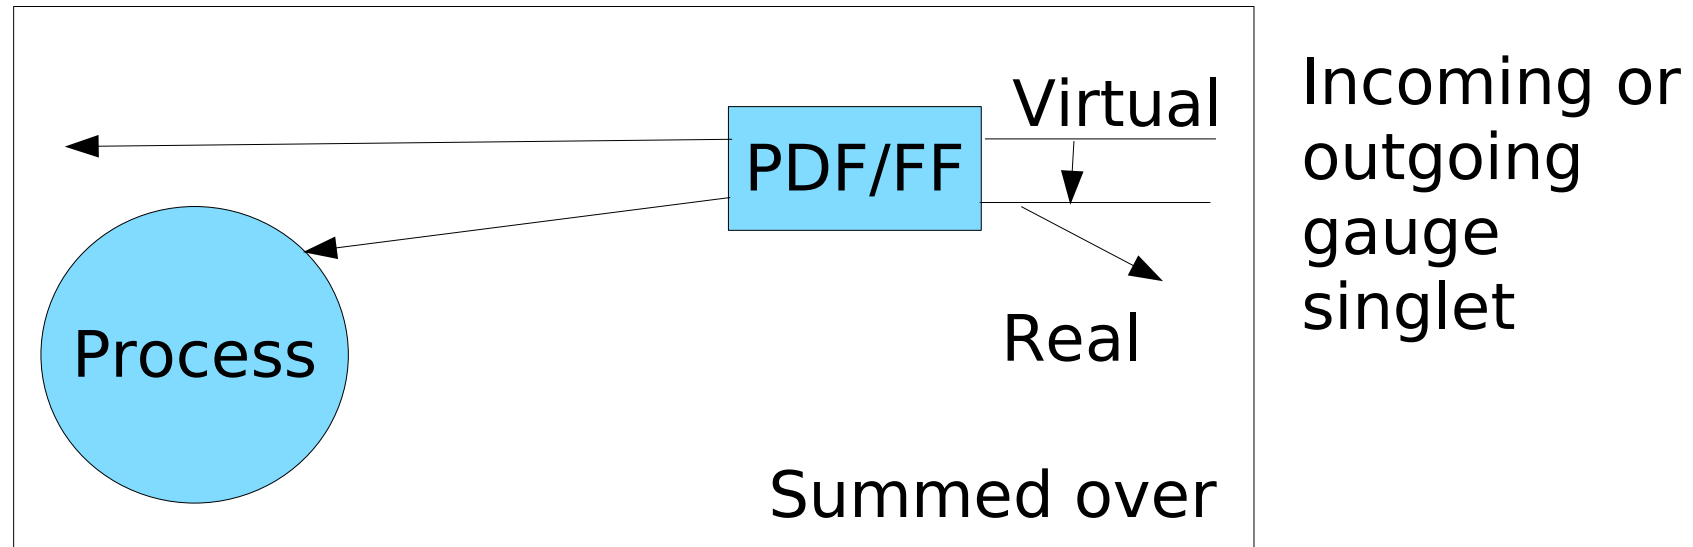 Virtual
PDF/FF
Real
Process
Summed over
Incoming or
outgoing
gauge
singlet